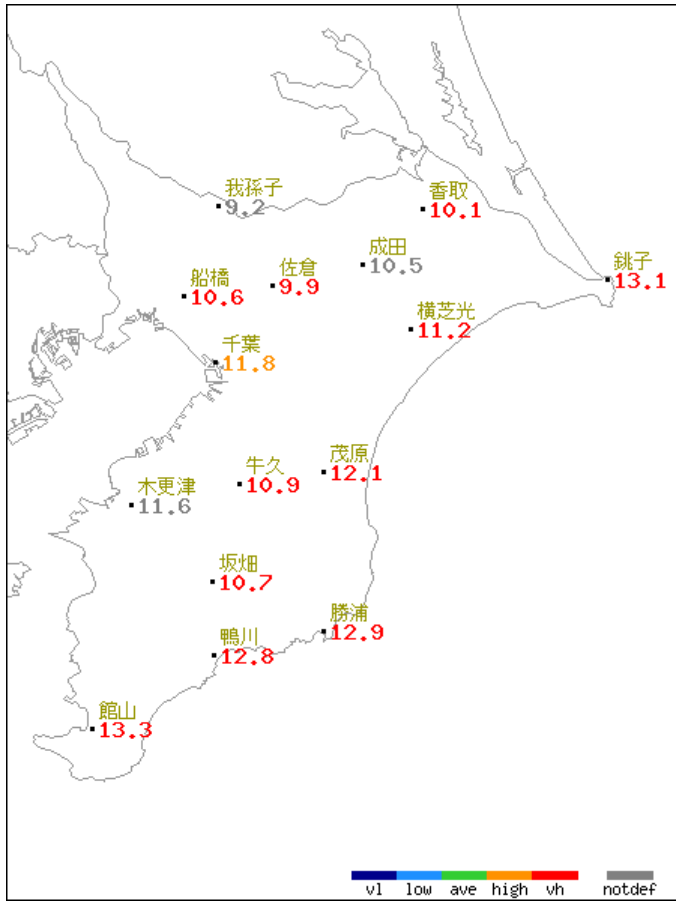 我孫子
9.2
香取
10.1
成田
10.5
銚子
13.1
船橋
10.6
佐倉
9.9
横芝光
11.2
千葉
11.8
茂原
12.1
牛久
10.9
木更津
11.6
坂畑
10.7
勝浦
12.9
鴨川
12.8
館山
13.3
vl low ave high vh notdef